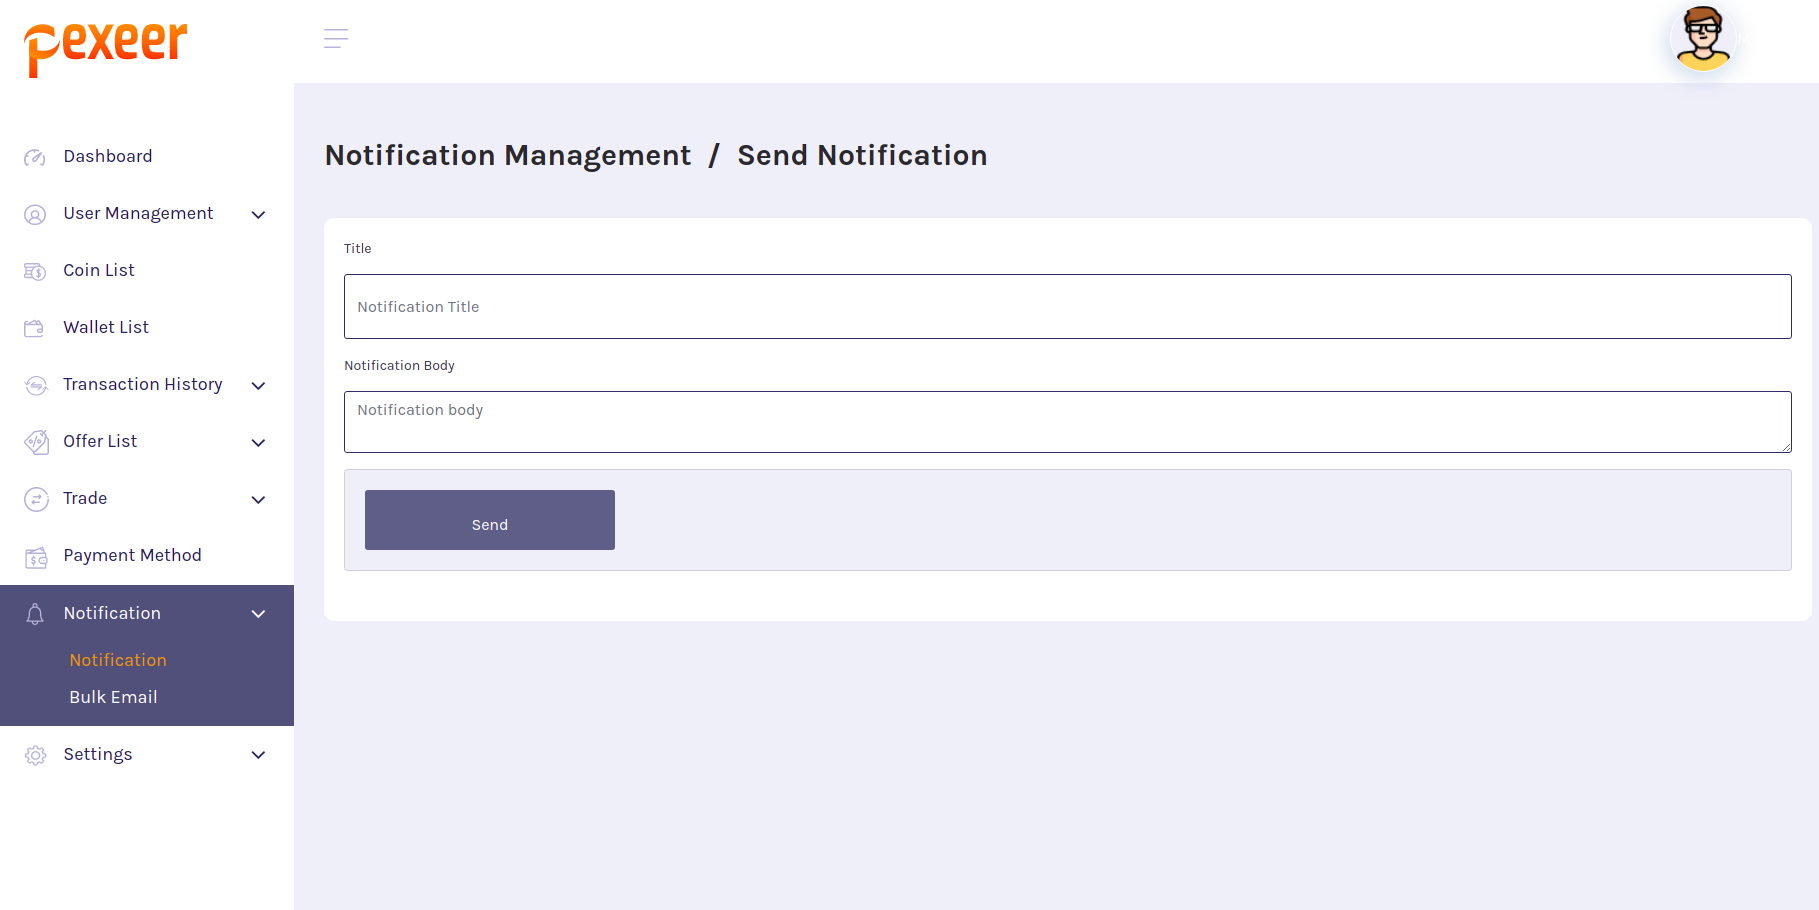 pexeer
Dashboard
User Management
Coin List
Wallet List
Transaction History
Offer List
Trade
Payment Method
Notification
Notification
Bulk Email
Settings
Notification Management / Send Notification
Title
Notification Title
Notification Body
Notification body
Send